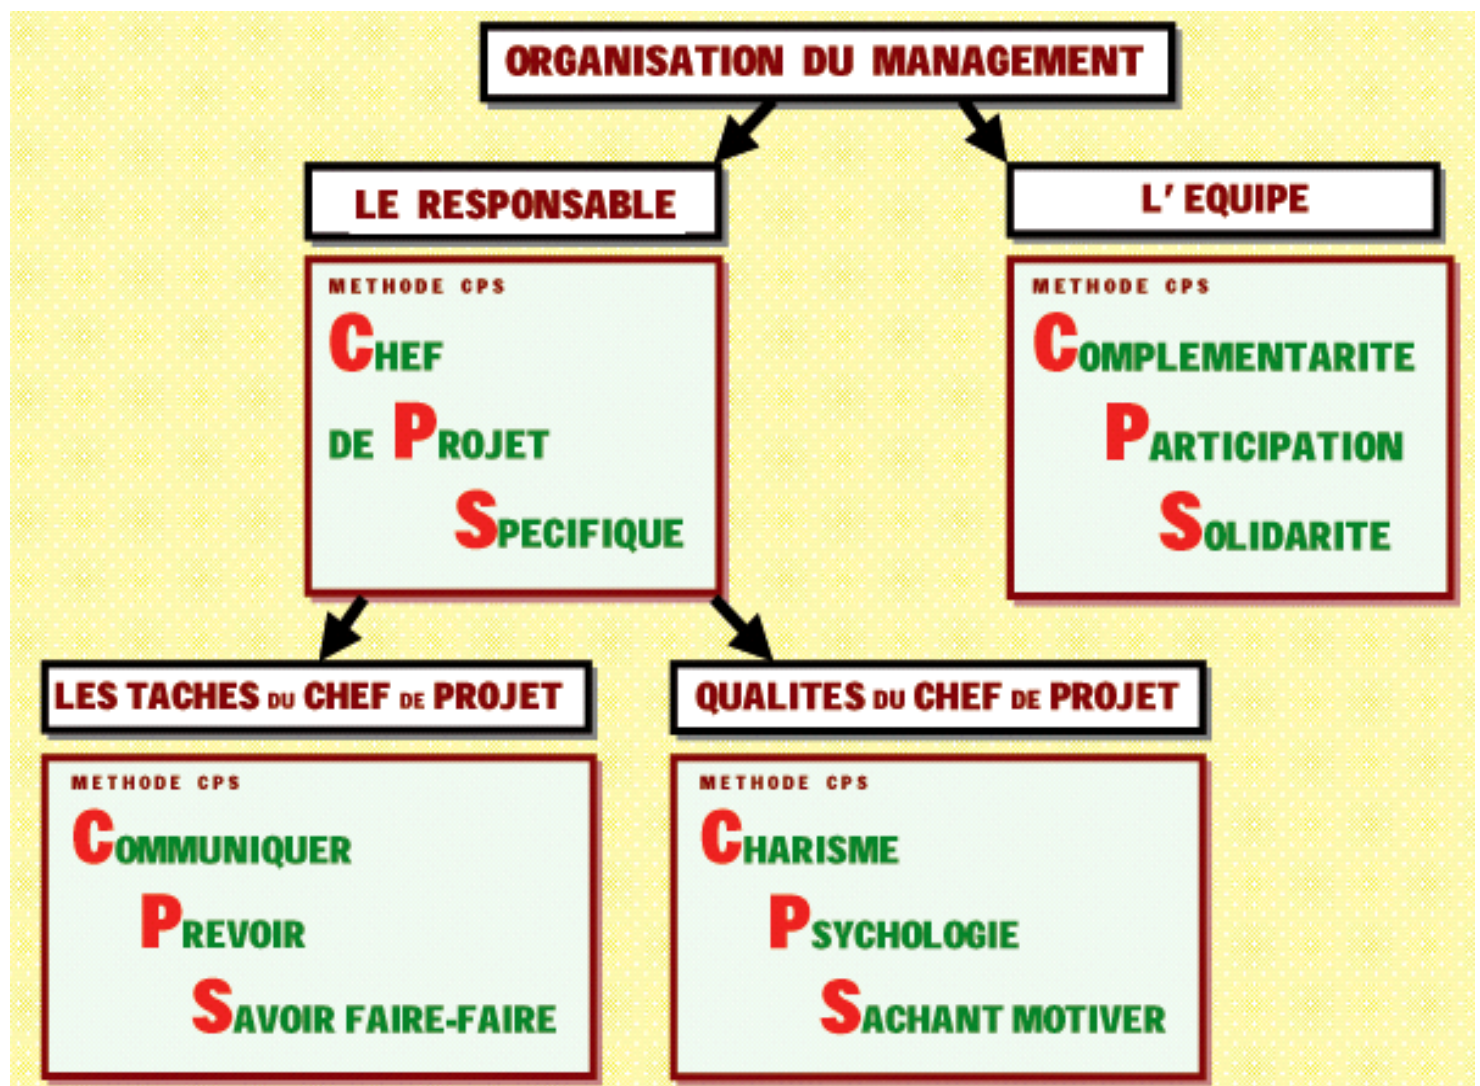 ORGANISATION DU MANAGEMENT
LE RESPONSABLE
METHODE CPS
CHEF
DE PROJET
SPECIFIQUE
L' EQUIPE
METHODE CPS
COMPLEMENTARITE
PARTICIPATION
SOLIDARITE
LES TACHES DU CHEF DE PROJET
METHODE CPS
COMMUNIQUER
PREVOIR
SAVOIR FAIRE-FAIRE
QUALITES DU CHEF DE PROJET
METHODE CPS
CHARISME
PSYCHOLOGIE
SACHANT MOTIVER